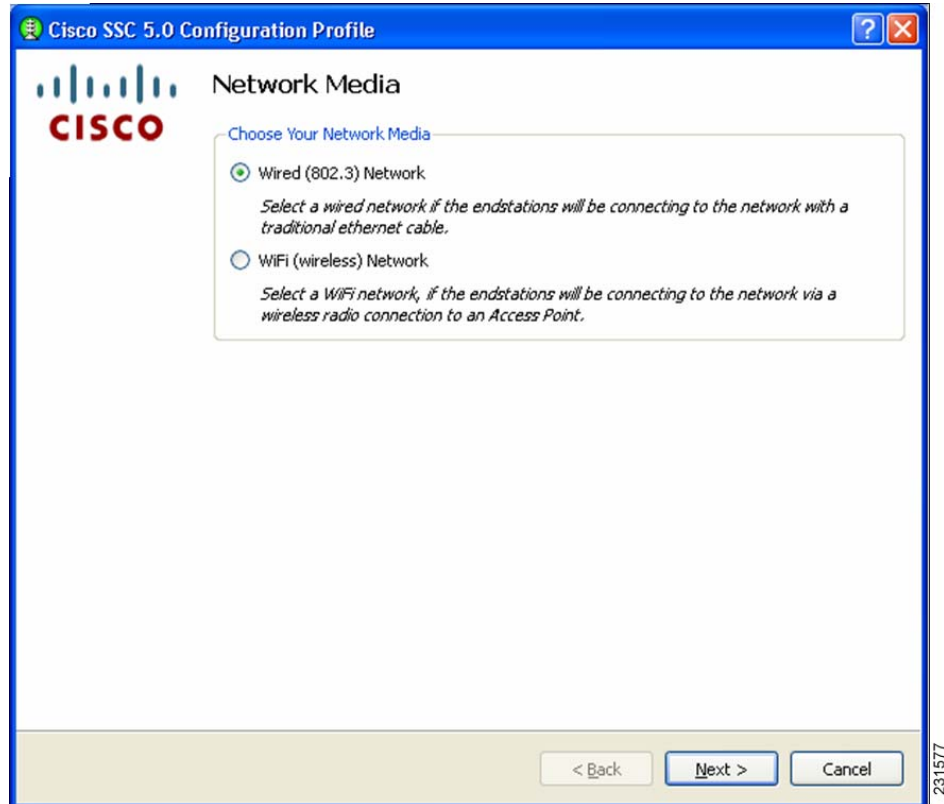 Cisco SSC 5.0 Configuration Profile
CISCO
Network Media
Choose Your Network Media
Wired (802.3) Network
Select a wired network if the endstations will be connecting to the network with a
traditional ethernet cable.
WiFi (wireless) Network
Select a WiFi network, if the endstations will be connecting to the network via a
wireless radio connection to an Access Point.
< Back
Next >
Cancel
231577